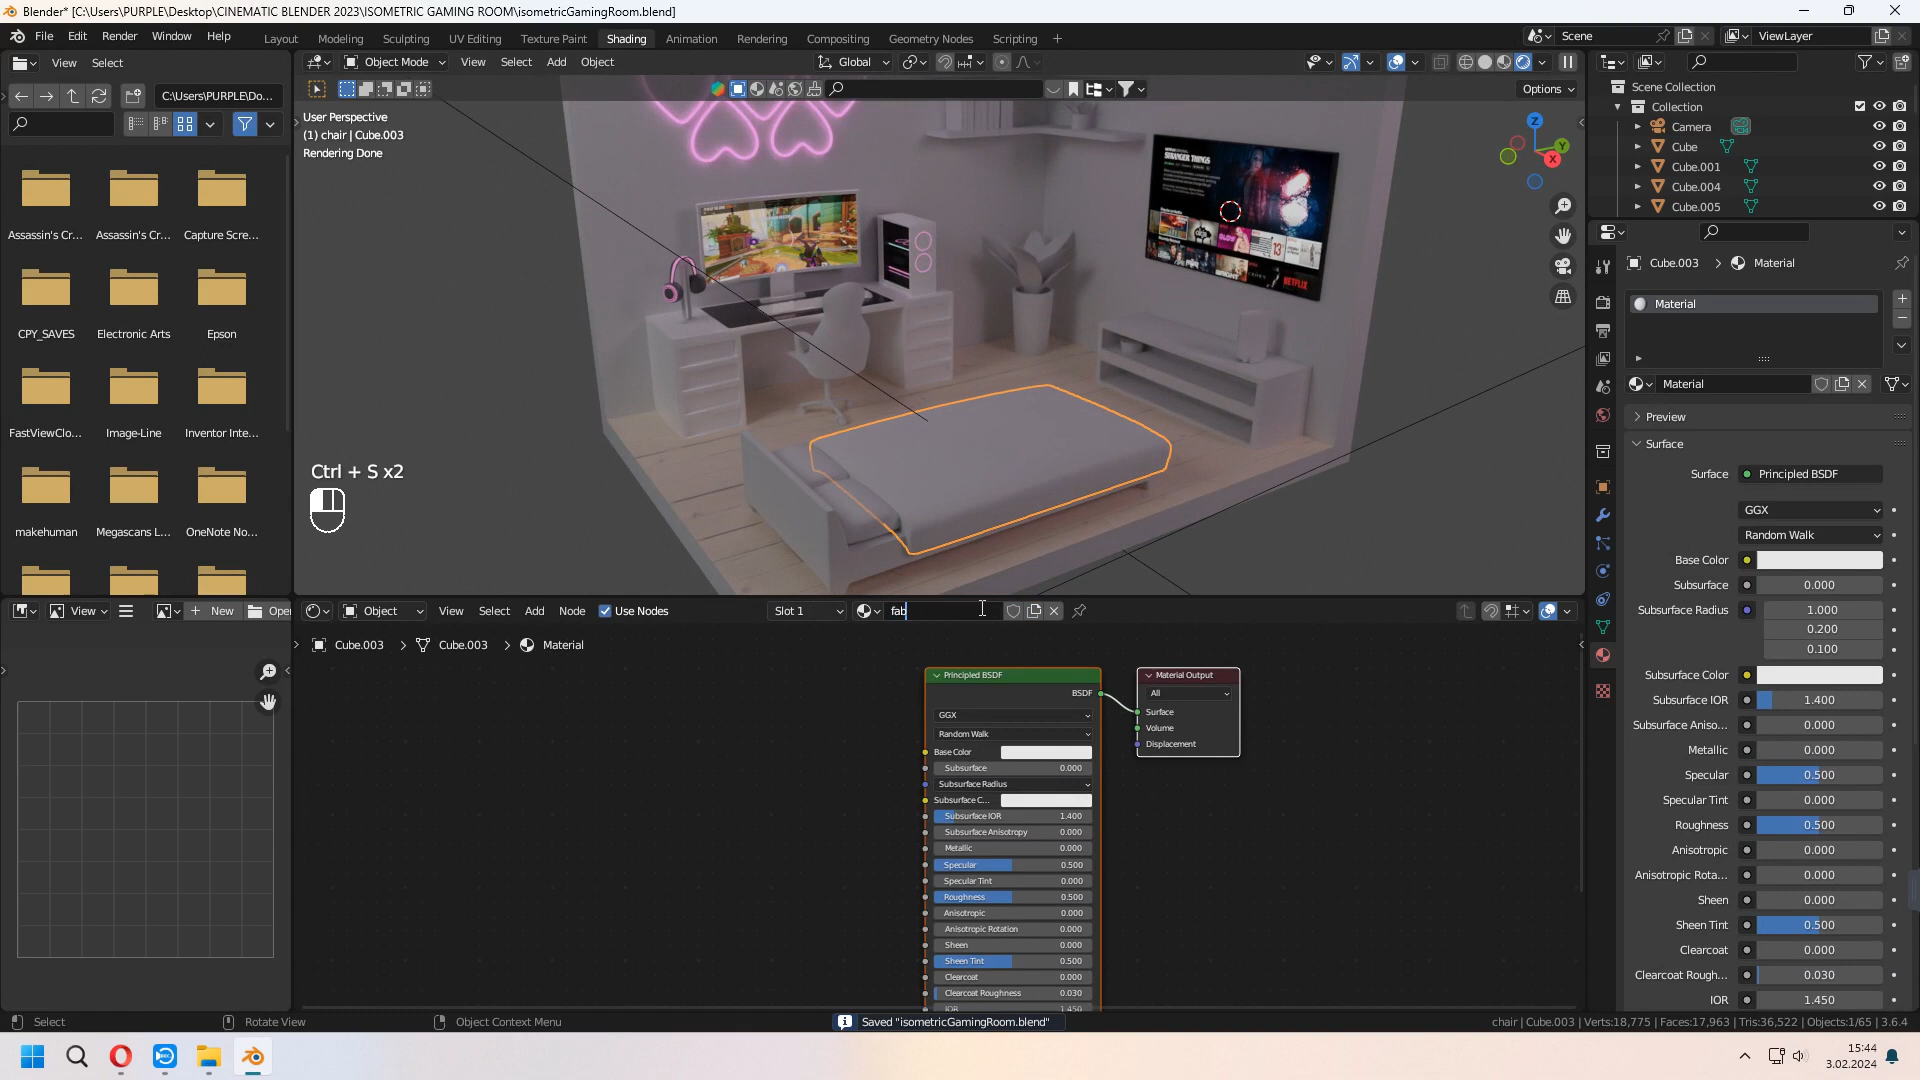 Blender* [C:\Users\PURPLE\Desktop\CINEMATIC BLENDER 2023\ISOMETRIC GAMING ROOM\isometricGamingRoom.blend]
File Edit Render Window Help Layout Modeling Sculpting UV Editing Texture Paint Shading Animation Rendering Compositing Geometry Nodes Scripting + Scene ViewLayer
View Select Object Mode View Select Add Object Global
C:\Users\PURPLE\Do... Options
User Perspective
(1) chair | Cube.003
Rendering Done
Scene Collection
Collection
Camera
Cube
Cube.001
Cube.004
Cube.005
Z
Y
X
STRANGER THINGS
NETFLIX
Assassin's Cr... Assassin's Cr... Capture Scre...
CPY_SAVES Electronic Arts Epson
FastViewClo... Image-Line Inventor Inte...
makehuman Megascans L... OneNote No...
Ctrl + S x2
Cube.003 > Material
Material
Material
Preview
Surface
Surface Principled BSDF
GGX
Random Walk
Base Color
Subsurface 0.000
Subsurface Radius 1.000
0.200
0.100
Subsurface Color
Subsurface IOR 1.400
Subsurface Aniso... 0.000
Metallic 0.000
Specular 0.500
Specular Tint 0.000
Roughness 0.500
Anisotropic 0.000
Anisotropic Rota... 0.000
Sheen 0.000
Sheen Tint 0.500
Clearcoat 0.000
Clearcoat Rough... 0.030
IOR 1.450
View + New Open
Object View Select Add Node Use Nodes Slot 1 fab
Cube.003 > Cube.003 > Material
Principled BSDF
BSDF
GGX
Random Walk
Base Color
Subsurface 0.000
Subsurface Radius
Subsurface C...
Subsurface IOR 1.400
Subsurface Anisotropy 0.000
Metallic 0.000
Specular 0.500
Specular Tint 0.000
Roughness 0.500
Anisotropic 0.000
Anisotropic Rotation 0.000
Sheen 0.000
Sheen Tint 0.500
Clearcoat 0.000
Clearcoat Roughness 0.030
IOR 1.450
Material Output
All
Surface
Volume
Displacement
Select Rotate View Object Context Menu Saved "isometricGamingRoom.blend" chair | Cube.003 | Verts:18,775 | Faces:17,963 | Tris:36,522 | Objects:1/65 | 3.6.4
15:44
3.02.2024